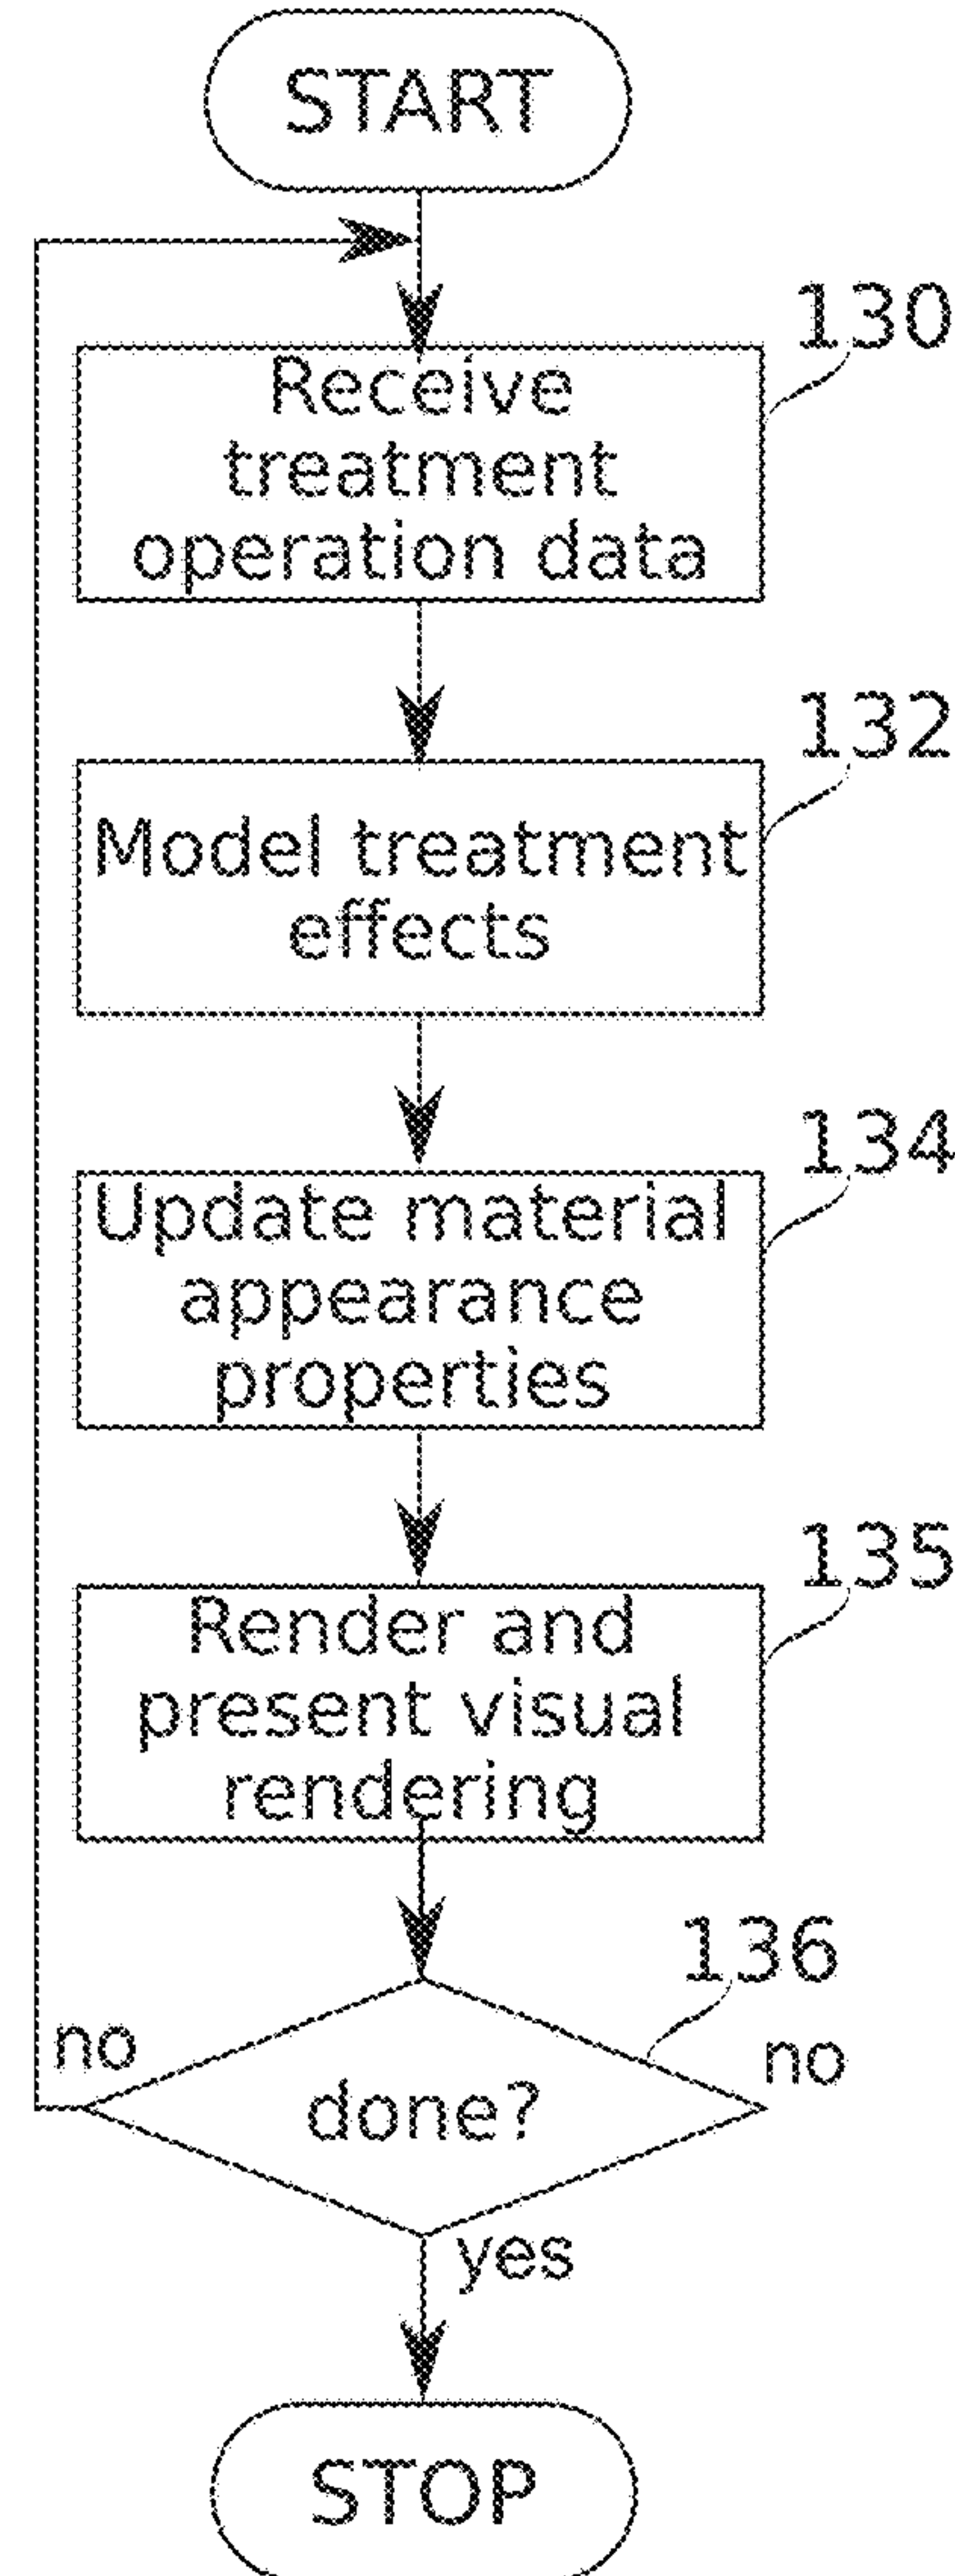 START
130
Receive
treatment
operation data
132
Model treatment
effects
134
Update material
appearance
properties
135
Render and
present visual
rendering
136
no
no
done?
yes
STOP